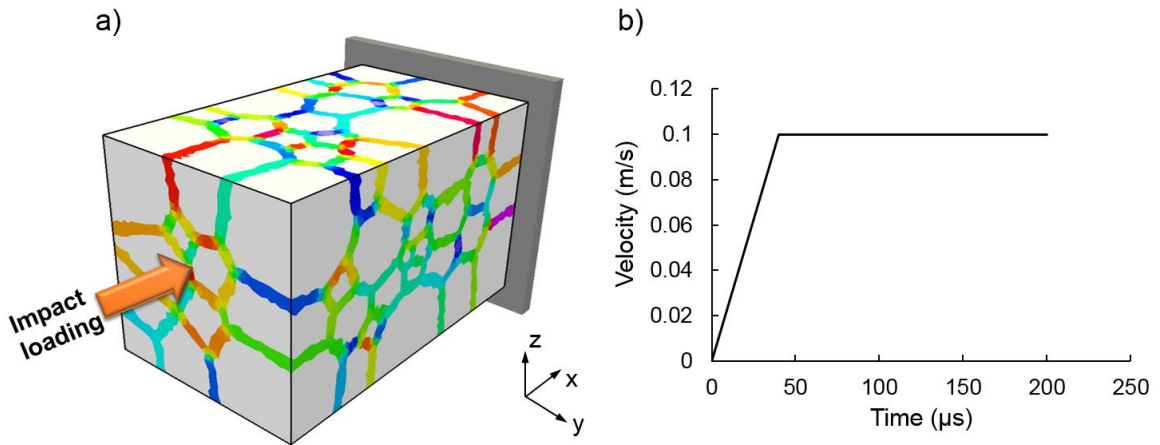 a)
Impact
loading
z
x
y
b)
Velocity (m/s)
0.12
0.1
0.08
0.06
0.04
0.02
0
0 50 100 150 200 250
Time (µs)